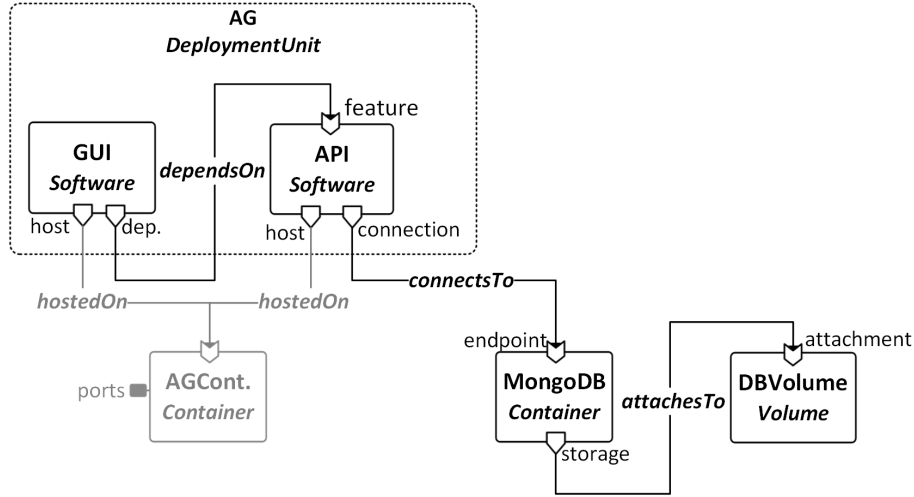 AG
DeploymentUnit
feature
GUI
Software
dependsOn
API
Software
host
dep.
host
connection
hostedOn
hostedOn
connectsTo
endpoint
attachment
ports
AGCont.
Container
MongoDB
Container
attachesTo
DBVolume
Volume
storage